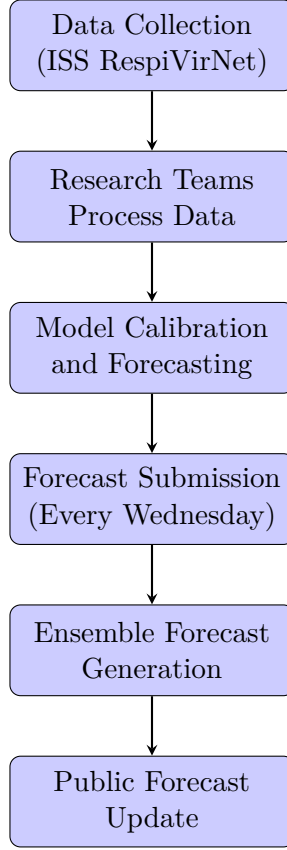 Data Collection
(ISS RespiVirNet)
Research Teams
Process Data
Model Calibration
and Forecasting
Forecast Submission
(Every Wednesday)
Ensemble Forecast
Generation
Public Forecast
Update